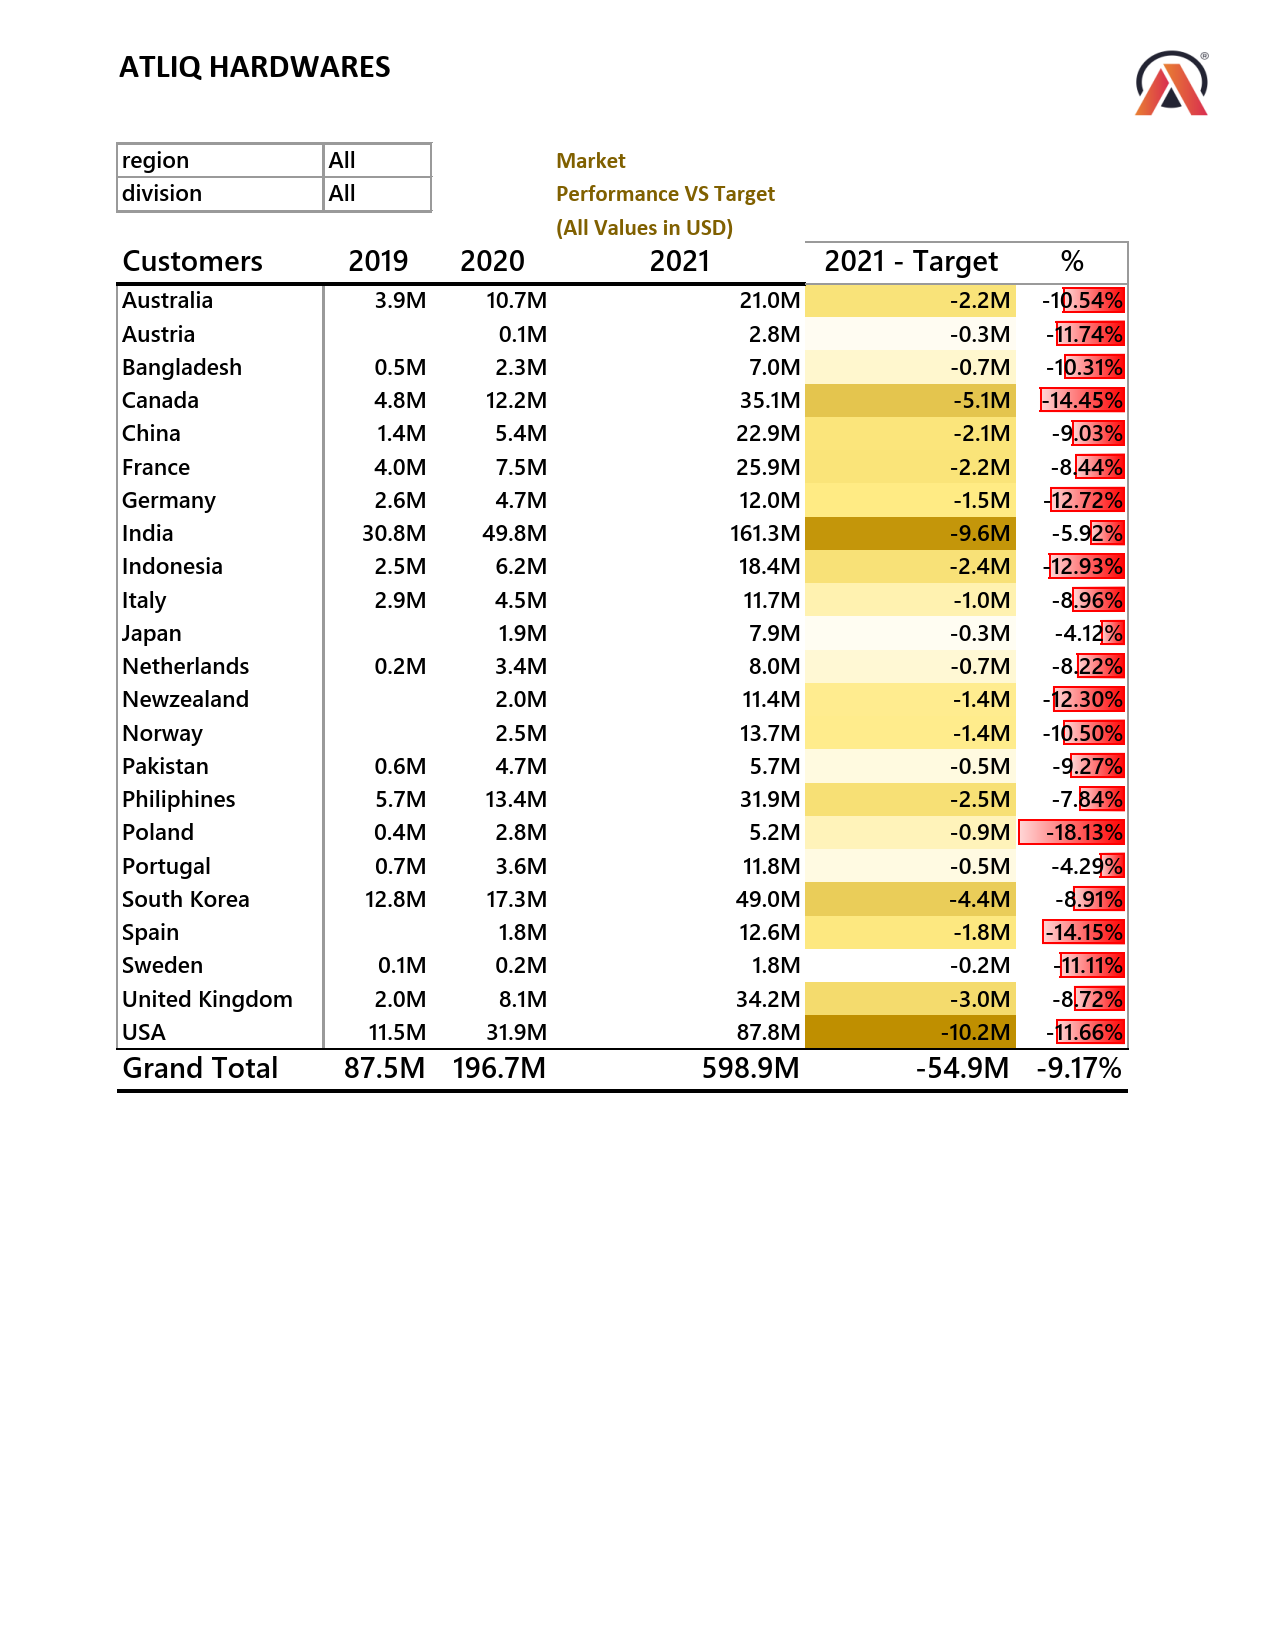 ATLIQ HARDWARES
®
region All
division All
Market
Performance VS Target
(All Values in USD)
Customers 2019 2020 2021 2021 - Target %
Australia 3.9M 10.7M 21.0M -2.2M -10.54%
Austria 0.1M 2.8M -0.3M -11.74%
Bangladesh 0.5M 2.3M 7.0M -0.7M -10.31%
Canada 4.8M 12.2M 35.1M -5.1M -14.45%
China 1.4M 5.4M 22.9M -2.1M -9.03%
France 4.0M 7.5M 25.9M -2.2M -8.44%
Germany 2.6M 4.7M 12.0M -1.5M -12.72%
India 30.8M 49.8M 161.3M -9.6M -5.92%
Indonesia 2.5M 6.2M 18.4M -2.4M -12.93%
Italy 2.9M 4.5M 11.7M -1.0M -8.96%
Japan 1.9M 7.9M -0.3M -4.12%
Netherlands 0.2M 3.4M 8.0M -0.7M -8.22%
Newzealand 2.0M 11.4M -1.4M -12.30%
Norway 2.5M 13.7M -1.4M -10.50%
Pakistan 0.6M 4.7M 5.7M -0.5M -9.27%
Philiphines 5.7M 13.4M 31.9M -2.5M -7.84%
Poland 0.4M 2.8M 5.2M -0.9M -18.13%
Portugal 0.7M 3.6M 11.8M -0.5M -4.29%
South Korea 12.8M 17.3M 49.0M -4.4M -8.91%
Spain 1.8M 12.6M -1.8M -14.15%
Sweden 0.1M 0.2M 1.8M -0.2M -11.11%
United Kingdom 2.0M 8.1M 34.2M -3.0M -8.72%
USA 11.5M 31.9M 87.8M -10.2M -11.66%
Grand Total 87.5M 196.7M 598.9M -54.9M -9.17%